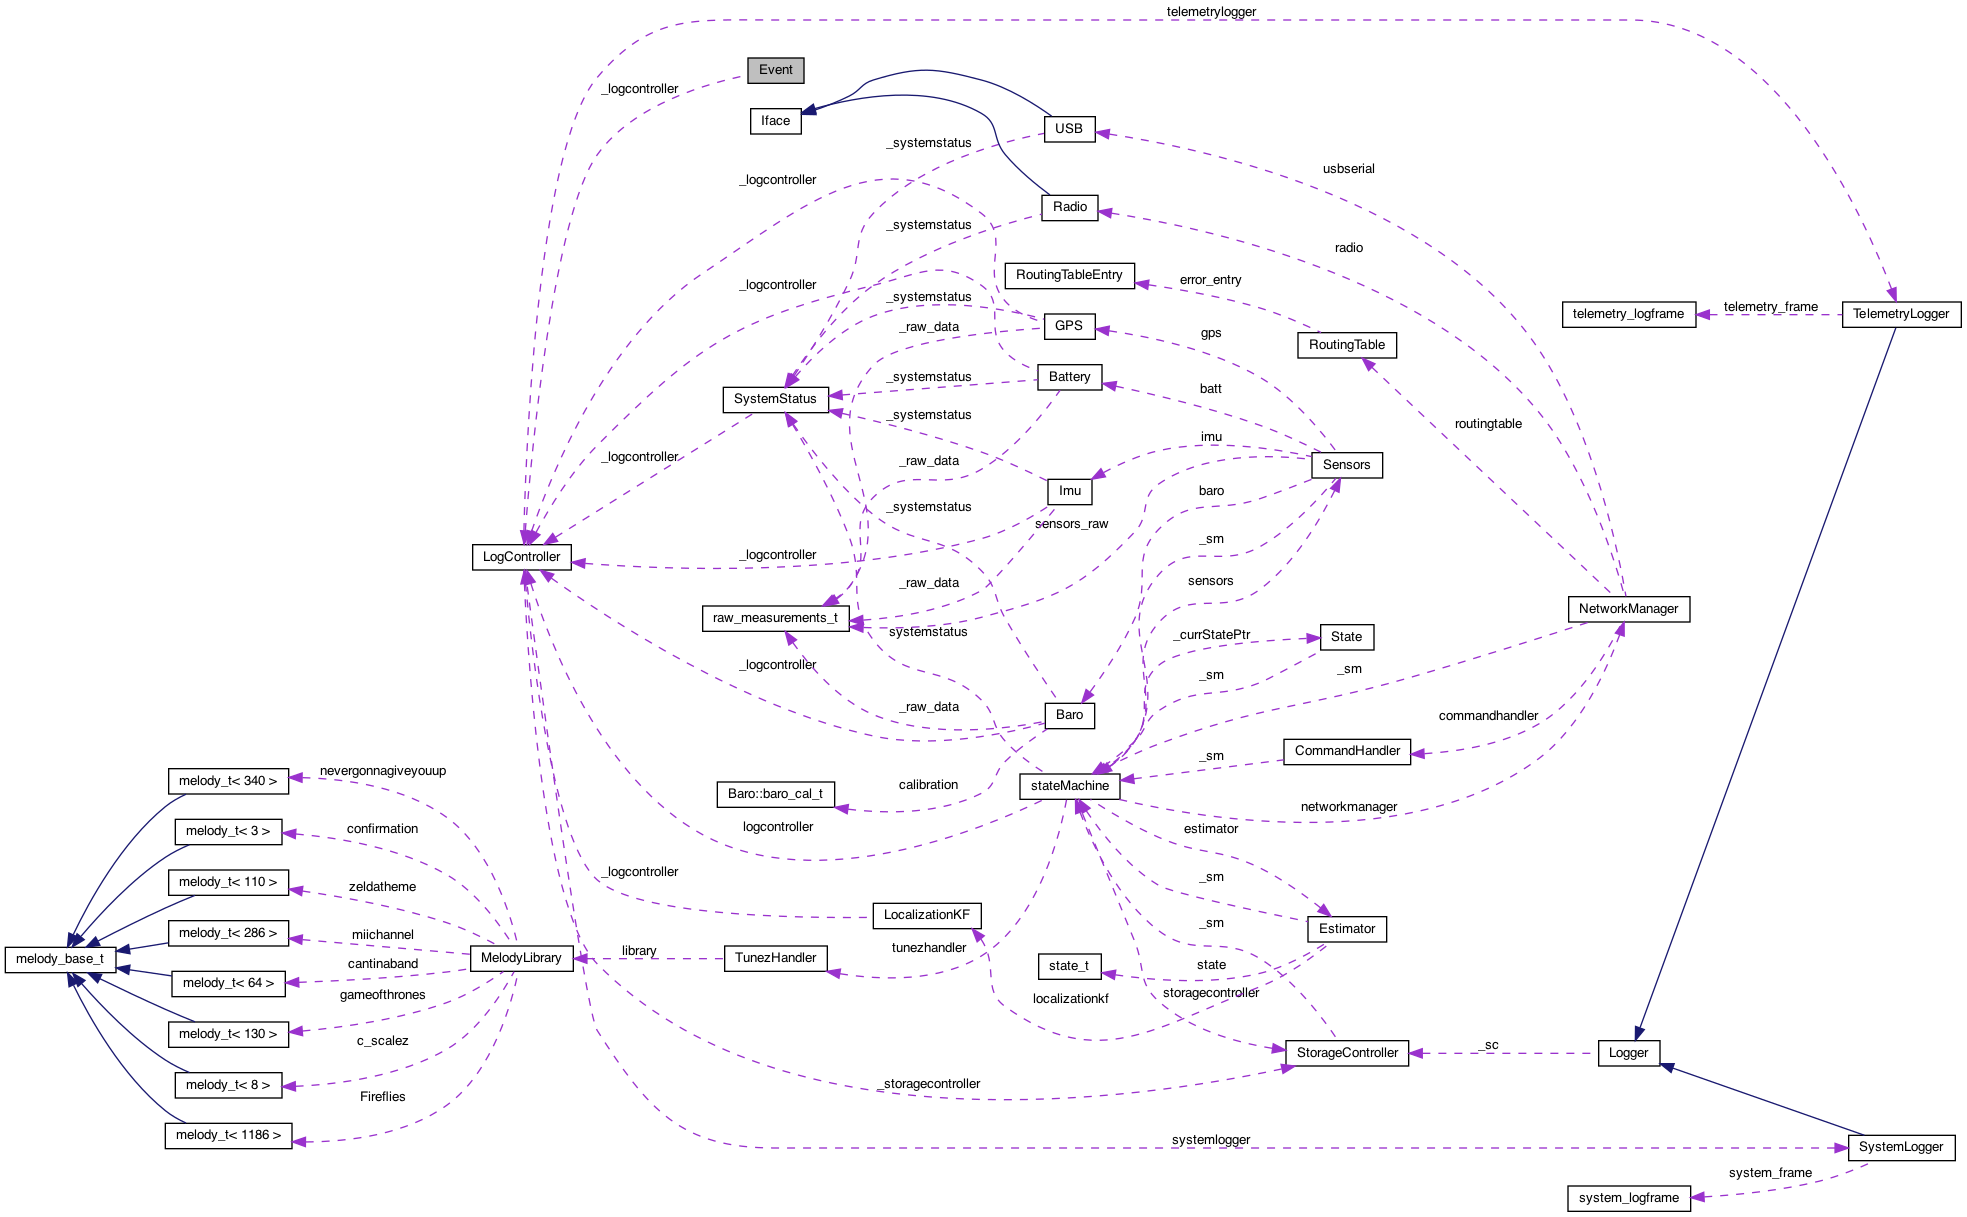 telemetrylogger
Event
_logcontroller
Iface
USB
_systemstatus
usbserial
_logcontroller
Radio
_systemstatus
radio
RoutingTableEntry
error_entry
_logcontroller
_systemstatus
telemetry_logframe
telemetry_frame
TelemetryLogger
GPS
_raw_data
gps
RoutingTable
Battery
_systemstatus
batt
SystemStatus
_systemstatus
routingtable
imu
_logcontroller
_raw_data
Sensors
Imu
baro
_systemstatus
sensors_raw
_sm
LogController
_logcontroller
_raw_data
sensors
NetworkManager
raw_measurements_t
systemstatus
_currStatePtr
State
_logcontroller
_sm
_sm
_raw_data
Baro
commandhandler
CommandHandler
_sm
nevergonnagiveyouup
melody_t< 340 >
Baro::baro_cal_t
calibration
stateMachine
networkmanager
melody_t< 3 >
confirmation
logcontroller
estimator
melody_t< 110 >
zeldatheme
_logcontroller
_sm
LocalizationKF
_sm
Estimator
melody_t< 286 >
miichannel
tunezhandler
melody_base_t
MelodyLibrary
library
TunezHandler
cantinaband
state_t
state
melody_t< 64 >
gameofthrones
localizationkf
storagecontroller
melody_t< 130 >
c_scalez
StorageController
_sc
Logger
melody_t< 8 >
_storagecontroller
Fireflies
melody_t< 1186 >
systemlogger
SystemLogger
system_frame
system_logframe